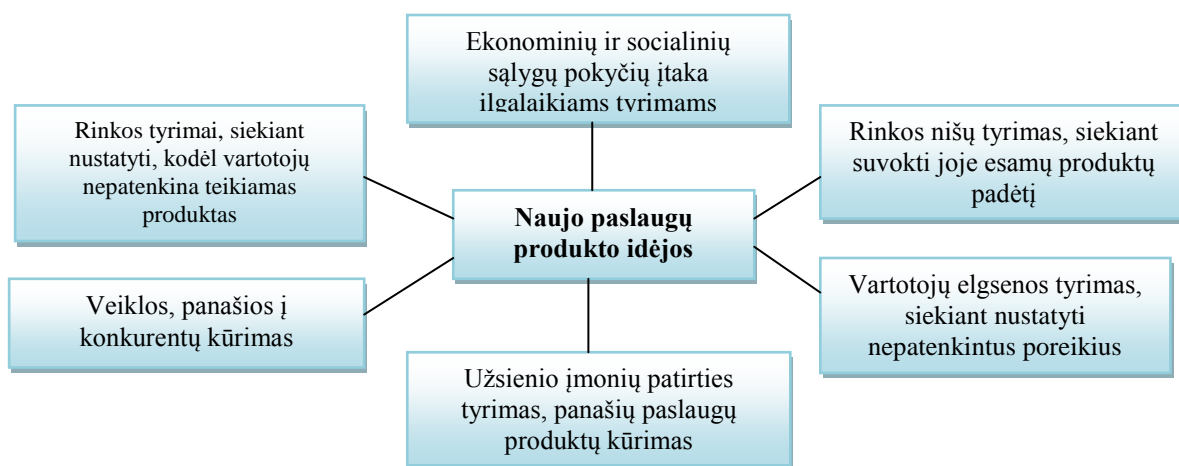 Ekonominių ir socialinių
sąlygų pokyčių įtaka
ilgalaikiams tyrimams
Rinkos tyrimai, siekiant
nustatyti, kodėl vartotojų
nepatenkina teikiamas
produktas
Rinkos nišų tyrimas, siekiant
suvokti joje esamų produktų
padėtį
Naujo paslaugų
produkto idėjos
Veiklos, panašios į
konkurentų kūrimas
Vartotojų elgsenos tyrimas,
siekiant nustatyti
nepatenkintus poreikius
Užsienio įmonių patirties
tyrimas, panašių paslaugų
produktų kūrimas